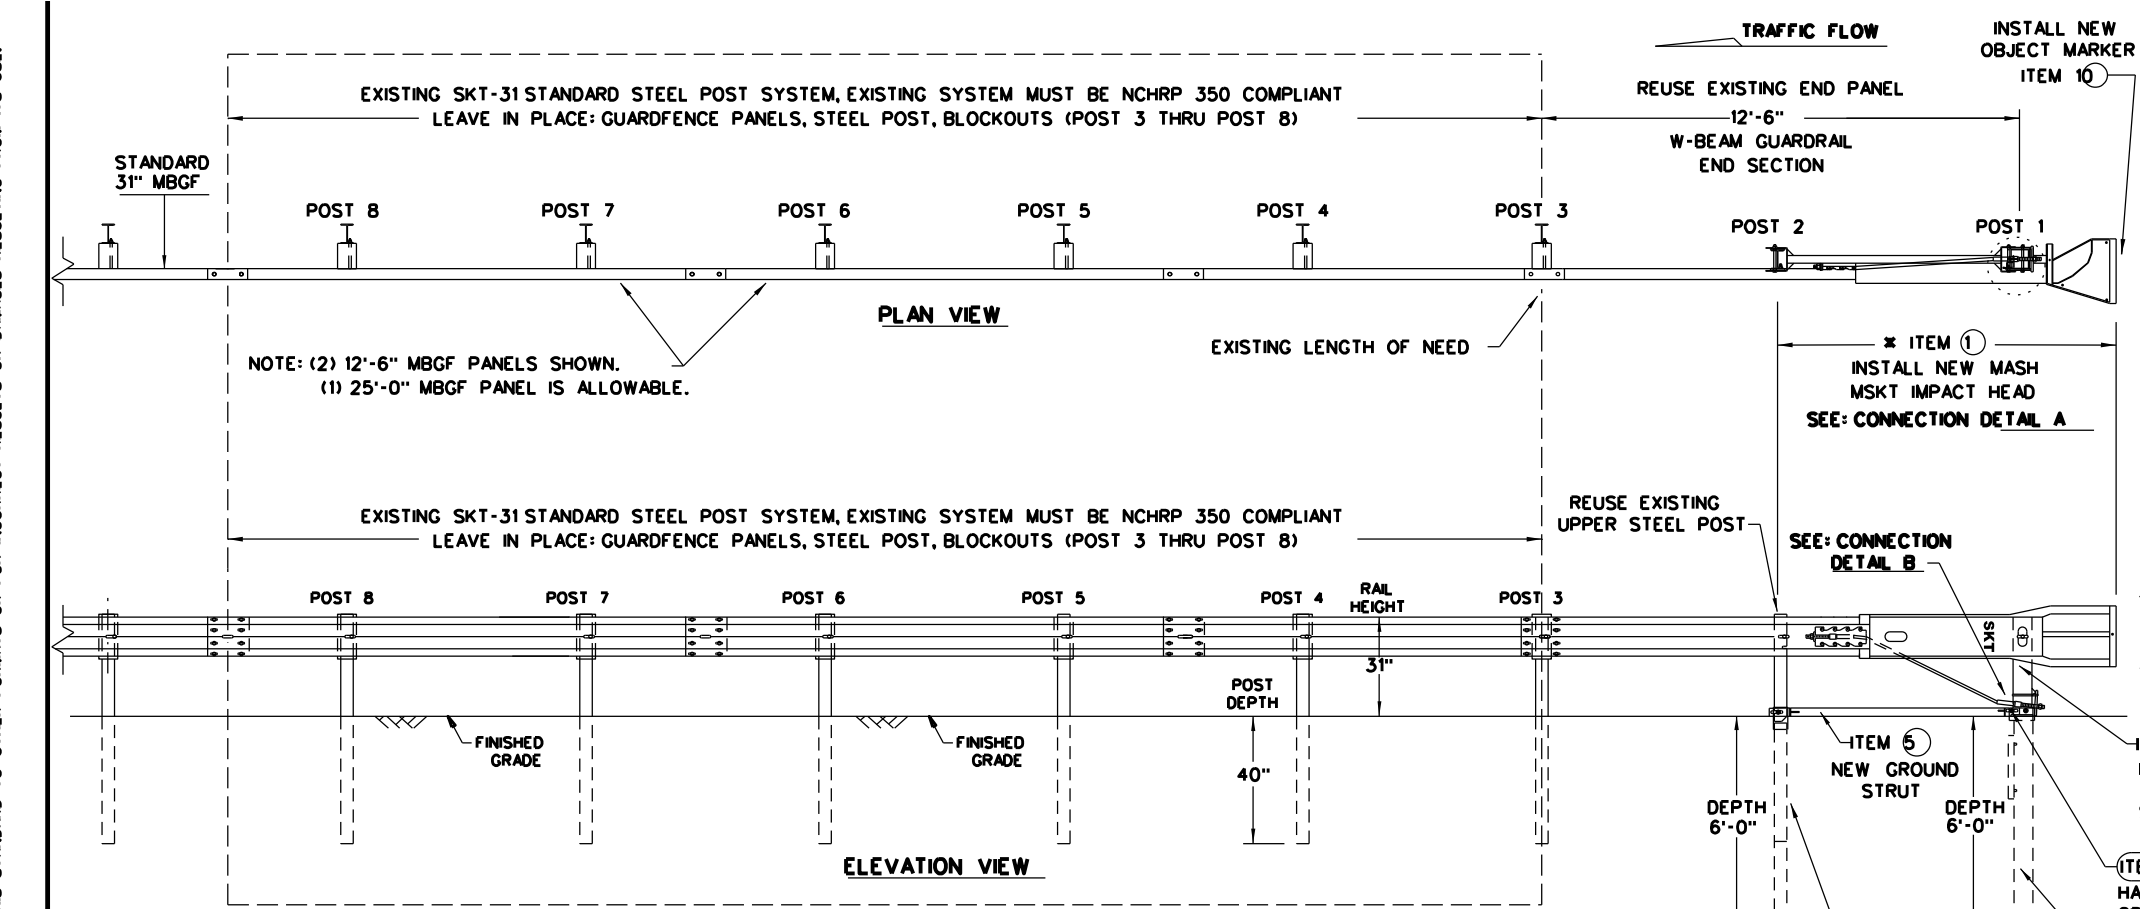 TRAFFIC FLOW
INSTALL NEW
OBJECT MARKER
ITEM 10
EXISTING SKT-31 STANDARD STEEL POST SYSTEM, EXISTING SYSTEM MUST BE NCHRP 350 COMPLIANT
LEAVE IN PLACE: GUARDFENCE PANELS, STEEL POST, BLOCKOUTS (POST 3 THRU POST 8)
REUSE EXISTING END PANEL
12'-6"
W-BEAM GUARDRAIL
END SECTION
STANDARD
31" MBGF
POST 8
POST 7
POST 6
POST 5
POST 4
POST 3
POST 2
POST 1
PLAN VIEW
EXISTING LENGTH OF NEED
NOTE: (2) 12'-6" MBGF PANELS SHOWN.
(1) 25'-0" MBGF PANEL IS ALLOWABLE.
* ITEM 1
INSTALL NEW MASH
MSKT IMPACT HEAD
SEE: CONNECTION DETAIL A
EXISTING SKT-31 STANDARD STEEL POST SYSTEM, EXISTING SYSTEM MUST BE NCHRP 350 COMPLIANT
LEAVE IN PLACE: GUARDFENCE PANELS, STEEL POST, BLOCKOUTS (POST 3 THRU POST 8)
REUSE EXISTING
UPPER STEEL POST
SEE: CONNECTION
DETAIL B
POST 8
POST 7
POST 6
POST 5
POST 4
RAIL
HEIGHT
31"
POST 3
SKT
POST
DEPTH
40"
FINISHED
GRADE
FINISHED
GRADE
ITEM 5
NEW GROUND
STRUT
DEPTH
6'-0"
DEPTH
6'-0"
ELEVATION VIEW